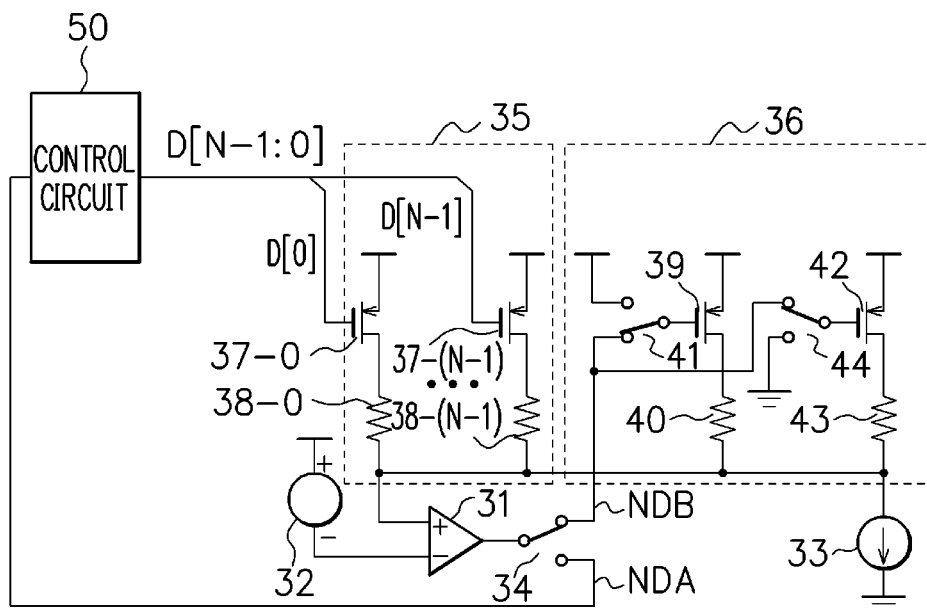 50
CONTROL
CIRCUIT
D[N-1:0]
35
36
D[0]
D[N-1]
39
42
37-0
37-(N-1)
41
44
38-0
38-(N-1)
40
43
+
-
32
31
+
-
34
NDB
NDA
33